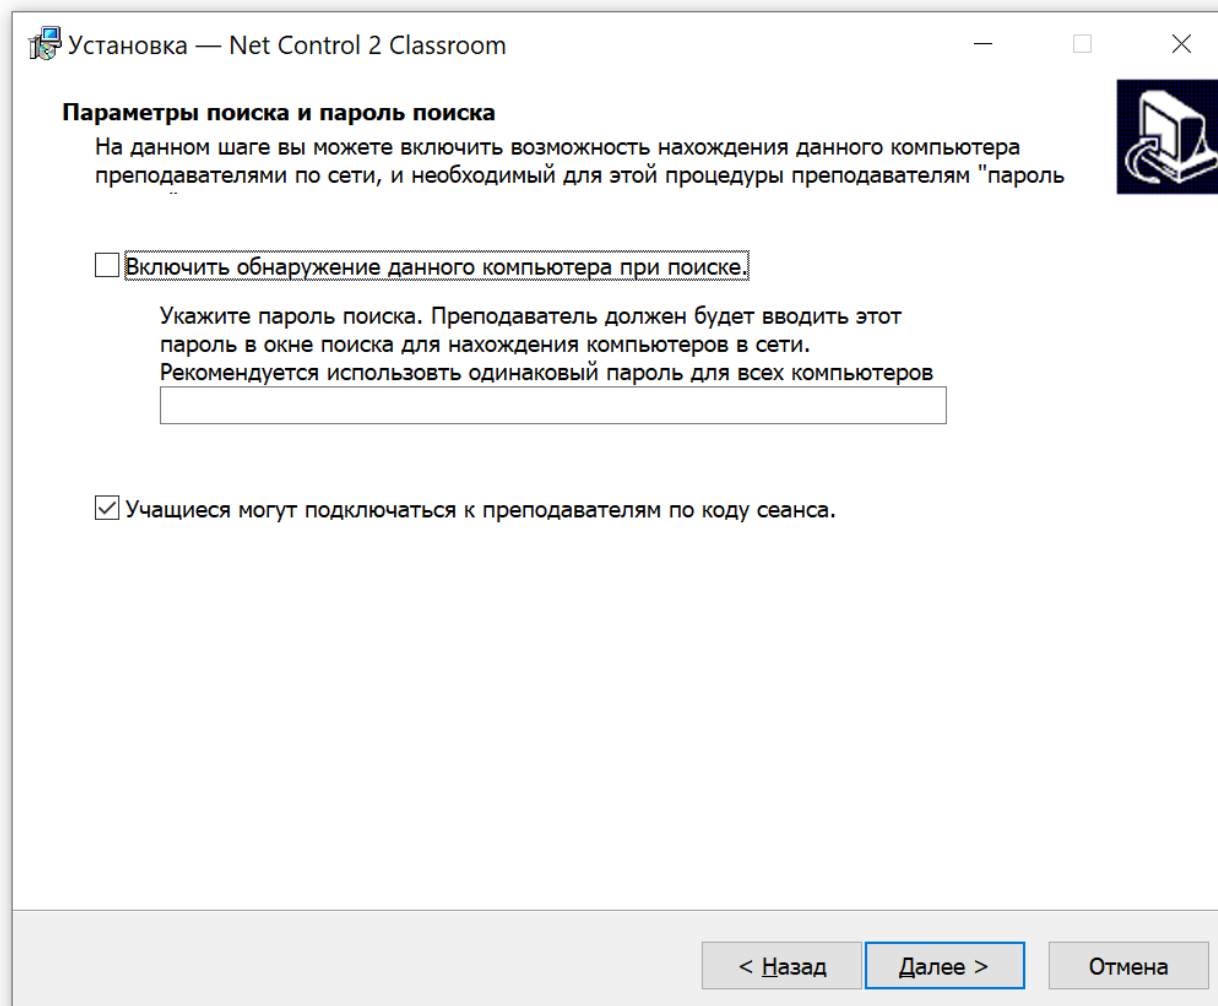 Установка — Net Control 2 Classroom
Параметры поиска и пароль поиска
На данном шаге вы можете включить возможность нахождения данного компьютера
преподавателями по сети, и необходимый для этой процедуры преподавателям "пароль
Включить обнаружение данного компьютера при поиске.
Укажите пароль поиска. Преподаватель должен будет вводить этот
пароль в окне поиска для нахождения компьютеров в сети.
Рекомендуется использовть одинаковый пароль для всех компьютеров
Учащиеся могут подключаться к преподавателям по коду сеанса.
< Назад
Далее >
Отмена